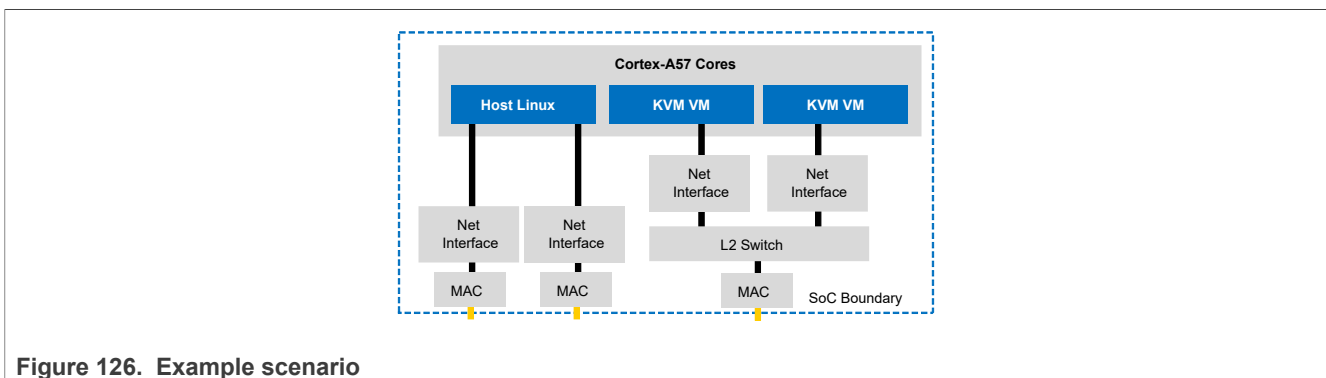 Cortex-A57 Cores
Host Linux
KVM VM
KVM VM
Net
Interface
Net
Interface
Net
Interface
Net
Interface
L2 Switch
MAC
MAC
MAC
SoC Boundary
Figure 126. Example scenario